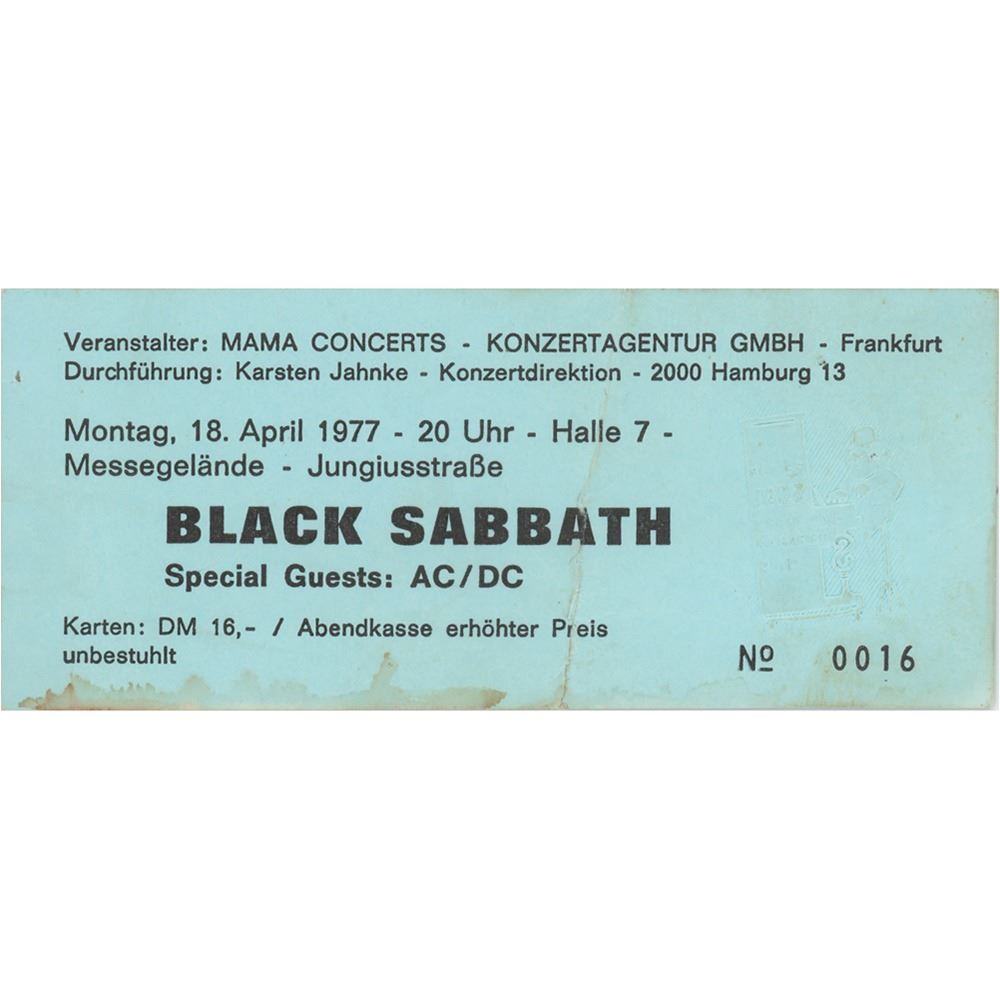 Veranstalter: MAMA CONCERTS - KONZERTAGENTUR GMBH - Frankfurt
Durchführung: Karsten Jahnke - Konzertdirektion - 2000 Hamburg 13
Montag, 18. April 1977 - 20 Uhr - Halle 7 -
Messegelände - Jungiusstraße
BLACK SABBATH
Special Guests: AC/DC
Karten: DM 16,- / Abendkasse erhöhter Preis
unbestuhlt
Nº 0016